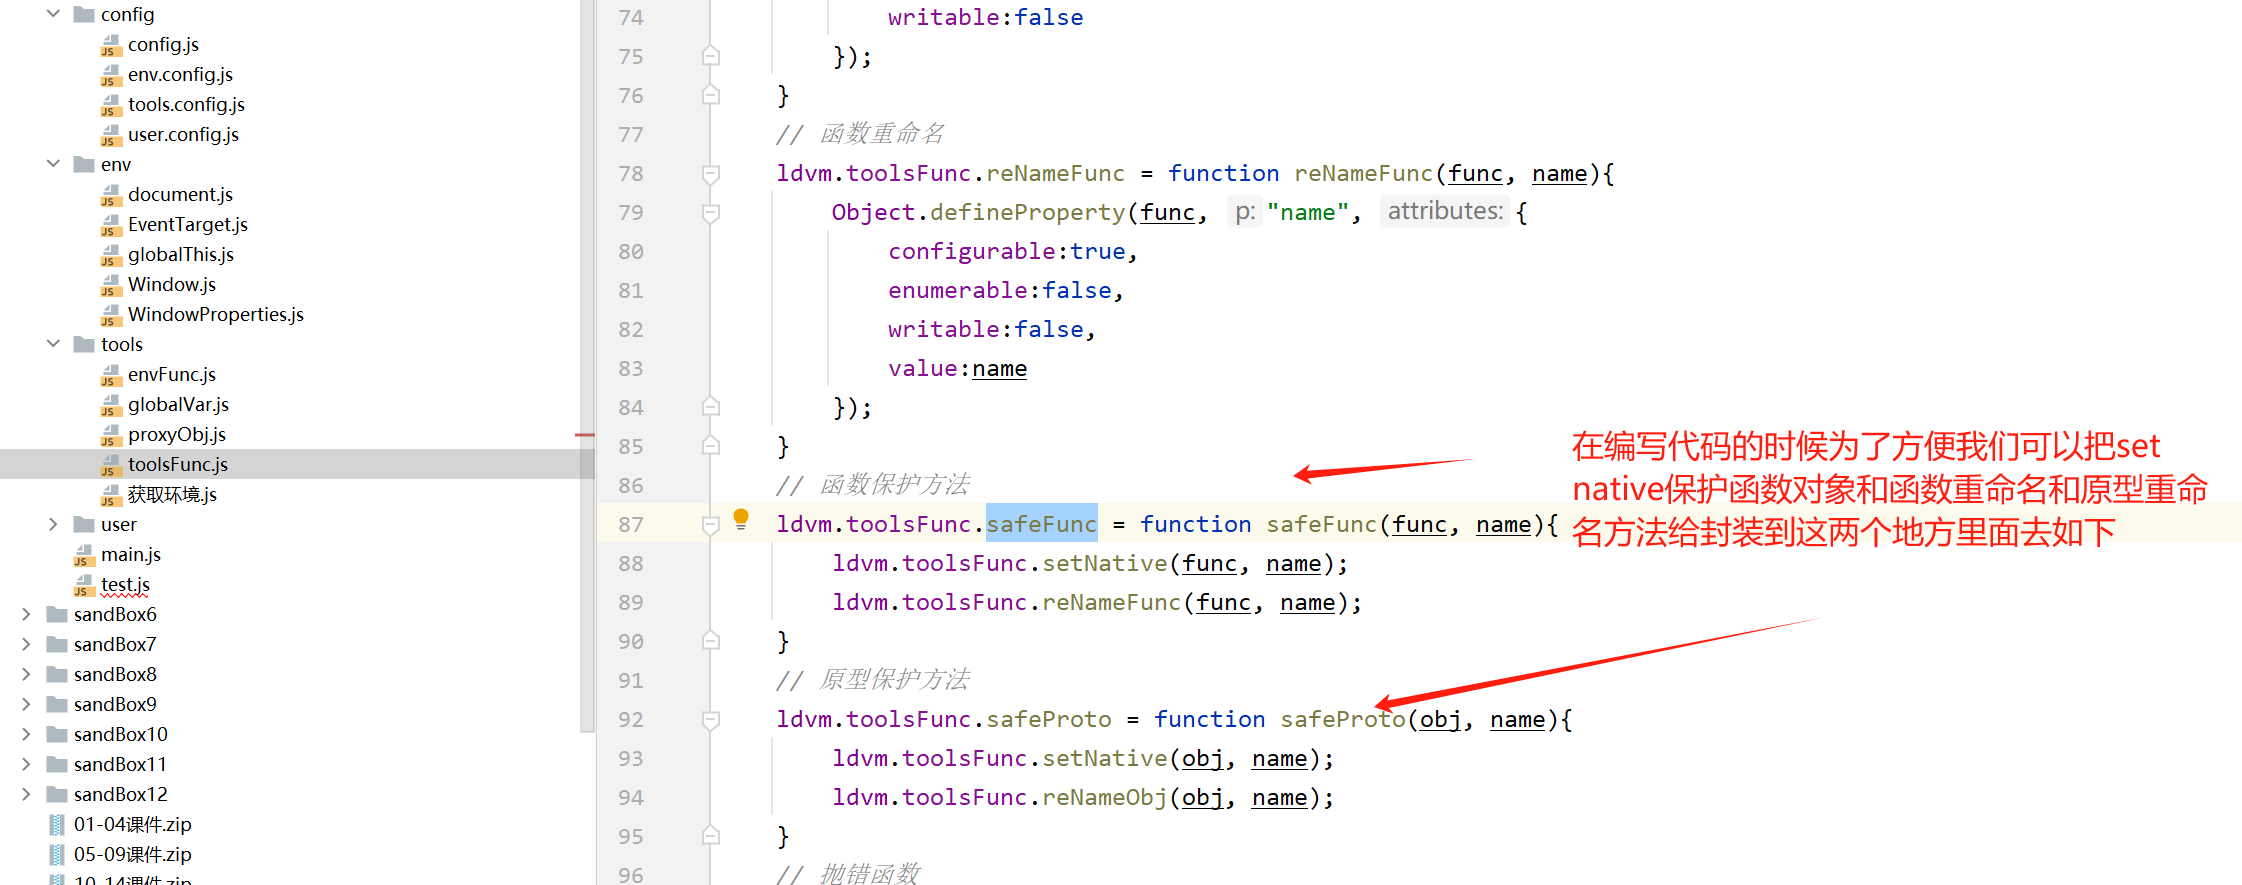 config
config.js
env.config.js
tools.config.js
user.config.js
env
document.js
EventTarget.js
globalThis.js
Window.js
WindowProperties.js
tools
envFunc.js
globalVar.js
proxyObj.js
toolsFunc.js
获取环境.js
user
main.js
test.js
sandBox6
sandBox7
sandBox8
sandBox9
sandBox10
sandBox11
sandBox12
01-04课件.zip
05-09课件.zip
10-14课件.zip
74 writable:false
75 });
76 }
77 // 函数重命名
78 ldvm.toolsFunc.reNameFunc = function reNameFunc(func, name){
79 Object.defineProperty(func, p: "name", attributes: {
80 configurable:true,
81 enumerable:false,
82 writable:false,
83 value:name
84 });
85 }
86 // 函数保护方法
87 ldvm.toolsFunc.safeFunc = function safeFunc(func, name){
88 ldvm.toolsFunc.setNative(func, name);
89 ldvm.toolsFunc.reNameFunc(func, name);
90 }
91 // 原型保护方法
92 ldvm.toolsFunc.safeProto = function safeProto(obj, name){
93 ldvm.toolsFunc.setNative(obj, name);
94 ldvm.toolsFunc.reNameObj(obj, name);
95 }
96 // 抛错函数
在编写代码的时候为了方便我们可以把set
native保护函数对象和函数重命名和原型重命
名方法给封装到这两个地方里面去如下